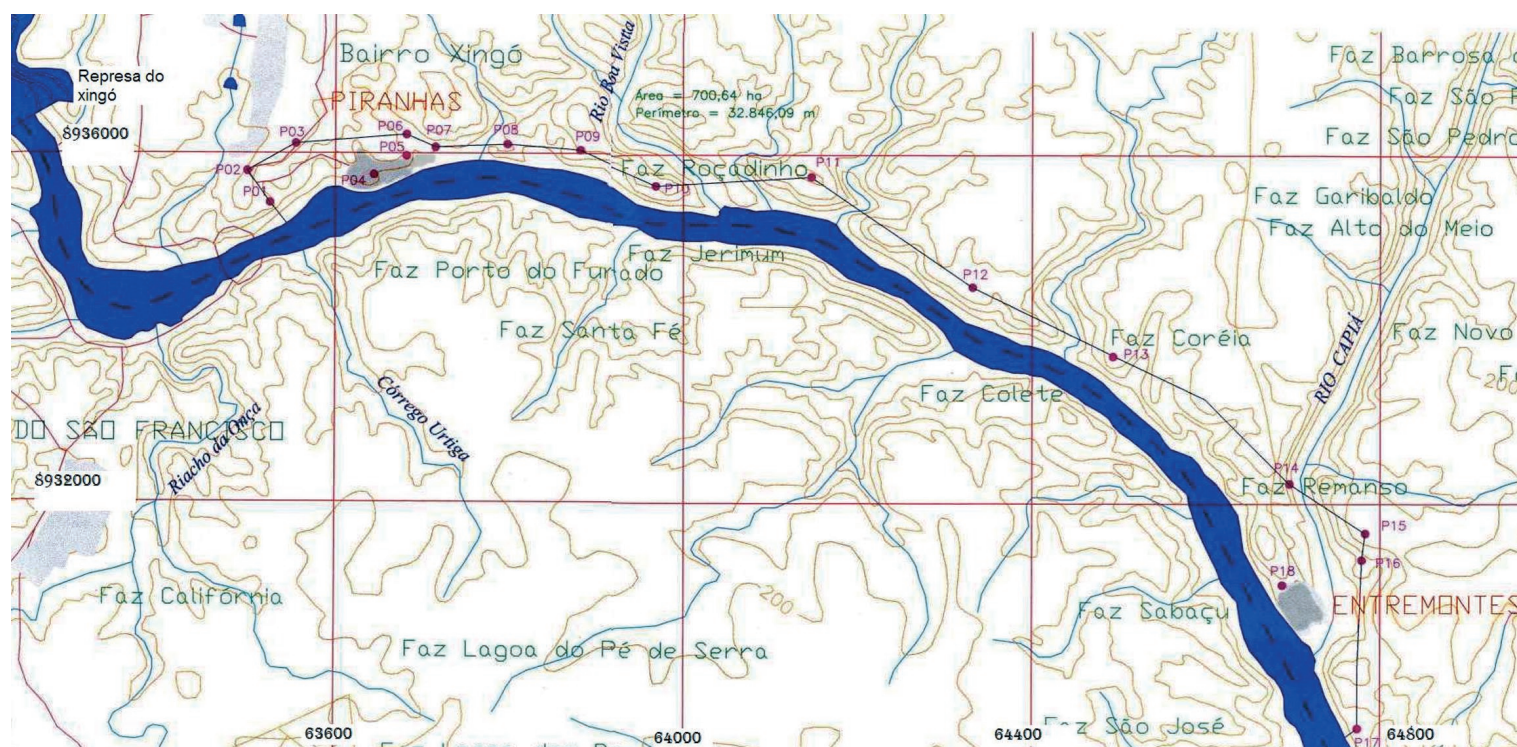 Bairro Xingó
Rio Boa Vista
Faz Barrosa
Represa do
xingó
PIRANHAS
Área = 700,64 ha
Perímetro = 32.846,09 m
Faz São
8936000
P03
P06
P07
P08
P09
Faz São Pedro
P05
P02
P04
Faz Roçadinho
P11
P10
P01
Faz Garibaldo
Faz Alto do Meio
Faz Jerimum
Faz Porto do Furado
P12
Faz Santa Fé
Faz Coréia
P13
RIO CAPIÁ
Faz Novo
Faz Colete
Córrego Urtiga
DO SÃO FRANCISCO
Riacho da Onça
8932000
P14
Faz Remanso
P15
P16
P18
Faz Califórnia
200
Faz Sabaçu
ENTREMONTES
Faz Lagoa do Pé de Serra
Faz São José
63600
64000
64400
64800
P17